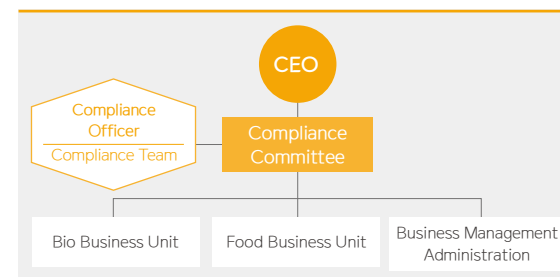 CEO
Compliance
Officer
Compliance Team
Compliance
Committee
Bio Business Unit
Food Business Unit
Business Management
Administration